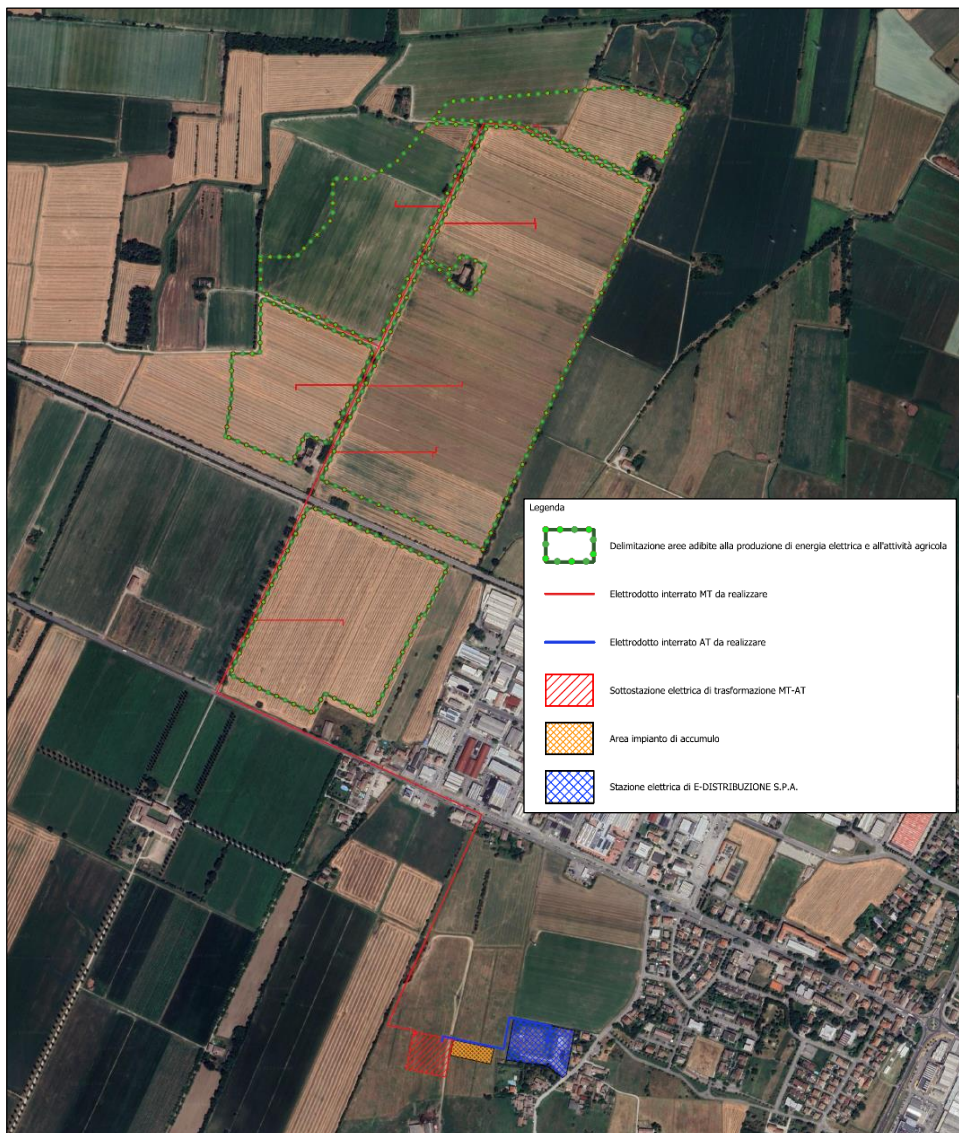 Legenda
Delimitazione aree adibite alla produzione di energia elettrica e all'attività agricola
Elettrodotto interrato MT da realizzare
Elettrodotto interrato AT da realizzare
Sottostazione elettrica di trasformazione MT-AT
Area impianto di accumulo
Stazione elettrica di E-DISTRIBUZIONE S.P.A.